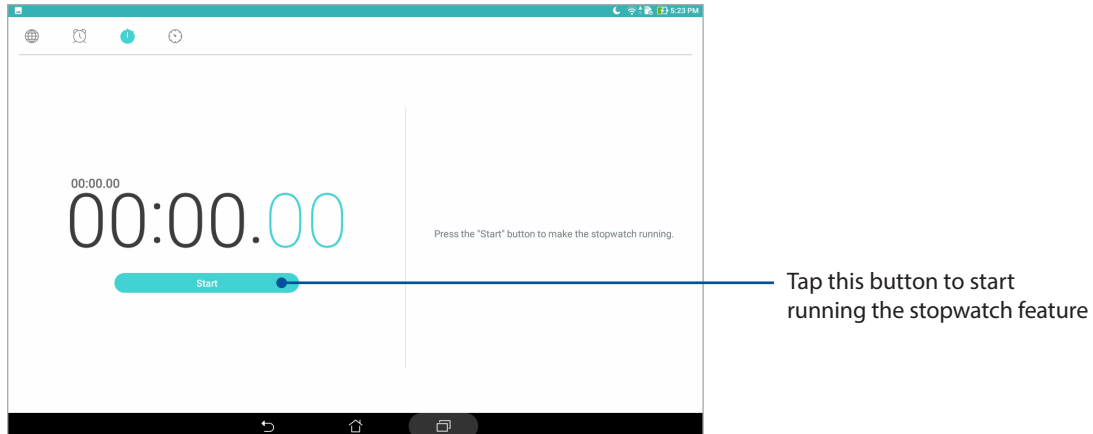 5:23 PM
00:00.00
00:00.00
Start
Press the "Start" button to make the stopwatch running.
Tap this button to start
running the stopwatch feature